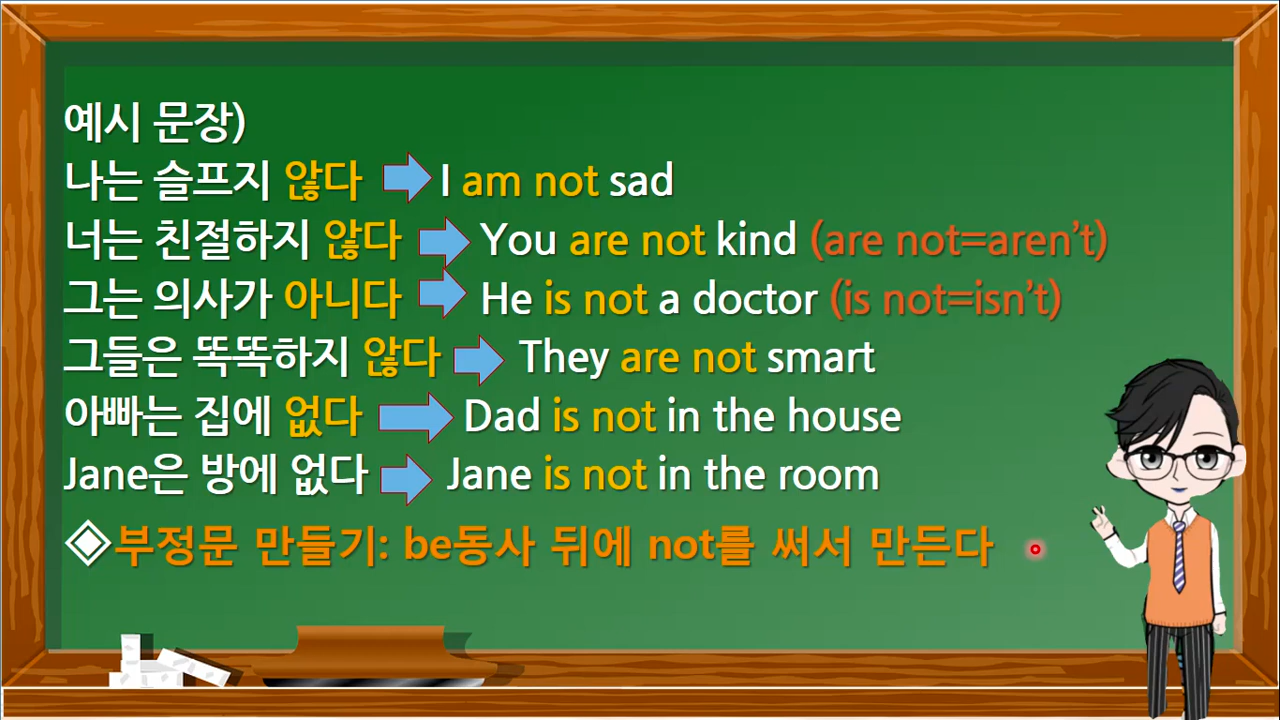 예시 문장)
나는 슬프지 않다 I am not sad
너는 친절하지 않다 You are not kind (are not=aren’t)
그는 의사가 아니다 He is not a doctor (is not=isn’t)
그들은 똑똑하지 않다 They are not smart
아빠는 집에 없다 Dad is not in the house
Jane은 방에 없다 Jane is not in the room
◈부정문 만들기: be동사 뒤에 not를 써서 만든다